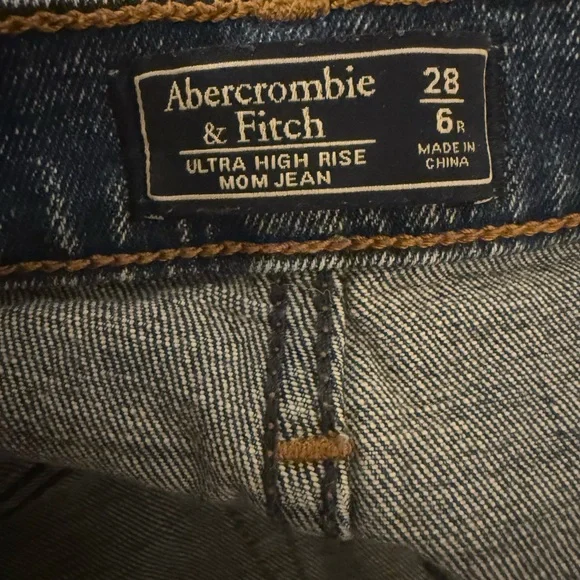 Abercrombie
& Fitch
ULTRA HIGH RISE
MOM JEAN
28
6R
MADE IN
CHINA